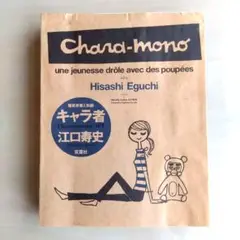 Chara-mono
une jeunesse drôle avec des poupées
Hisashi Eguchi
キャラ者
江口寿史
双葉社